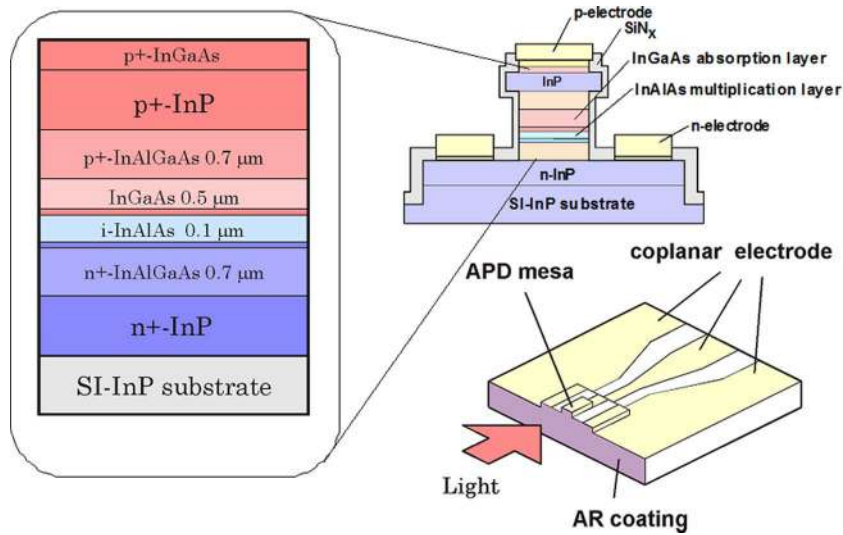 p+-InGaAs
p+-InP
p+-InAlGaAs 0.7 μm
InGaAs 0.5 μm
i-InAlAs 0.1 μm
n+-InAlGaAs 0.7 μm
n+-InP
SI-InP substrate
p-electrode
SiNX
InGaAs absorption layer
InP
InAlAs multiplication layer
n-electrode
n-InP
SI-InP substrate
coplanar electrode
APD mesa
Light
AR coating